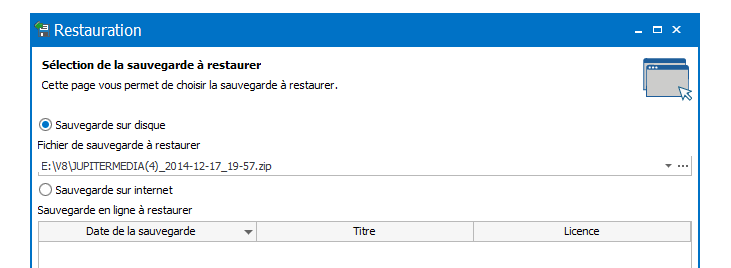 Restauration
Sélection de la sauvegarde à restaurer
Cette page vous permet de choisir la sauvegarde à restaurer.
Sauvegarde sur disque
Fichier de sauvegarde à restaurer
E:\V8\JUPITERMEDIA(4)_2014-12-17_19-57.zip
Sauvegarde sur internet
Sauvegarde en ligne à restaurer
Date de la sauvegarde Titre Licence